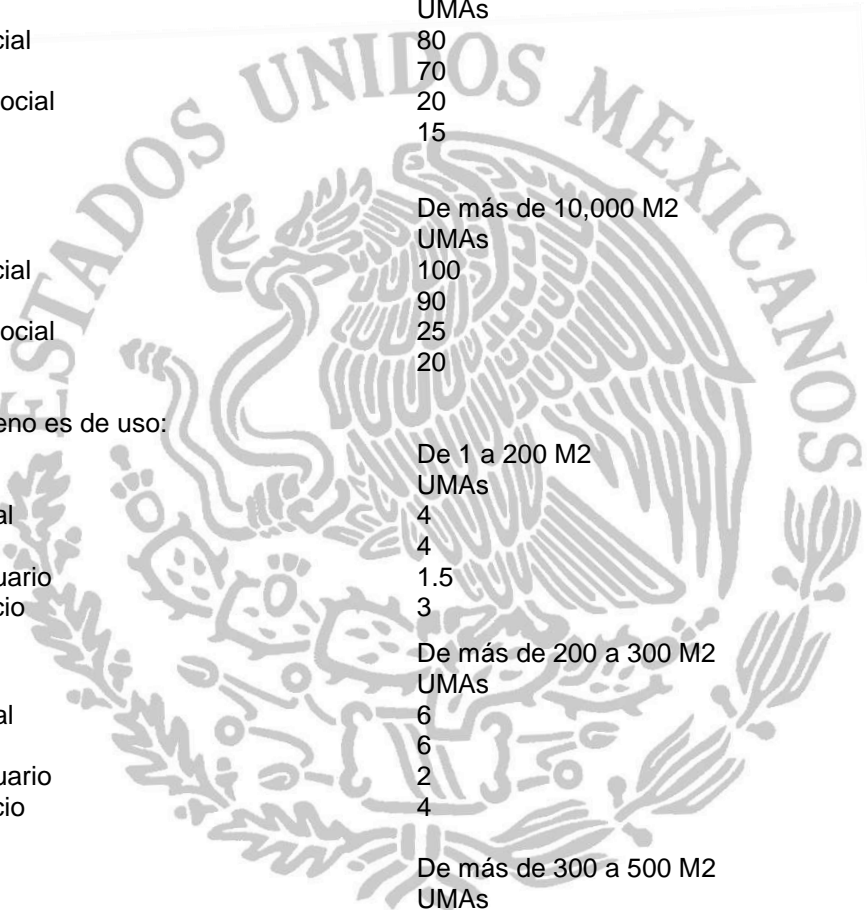 UMAs
cial 80
70
ocial 20
15
De más de 10,000 M2
UMAs
cial 100
90
ocial 25
20
eno es de uso:
De 1 a 200 M2
UMAs
al 4
4
uario 1.5
cio 3
De más de 200 a 300 M2
UMAs
al 6
6
uario 2
cio 4
De más de 300 a 500 M2
UMAs
ESTADOS UNIDOS MEXICANOS